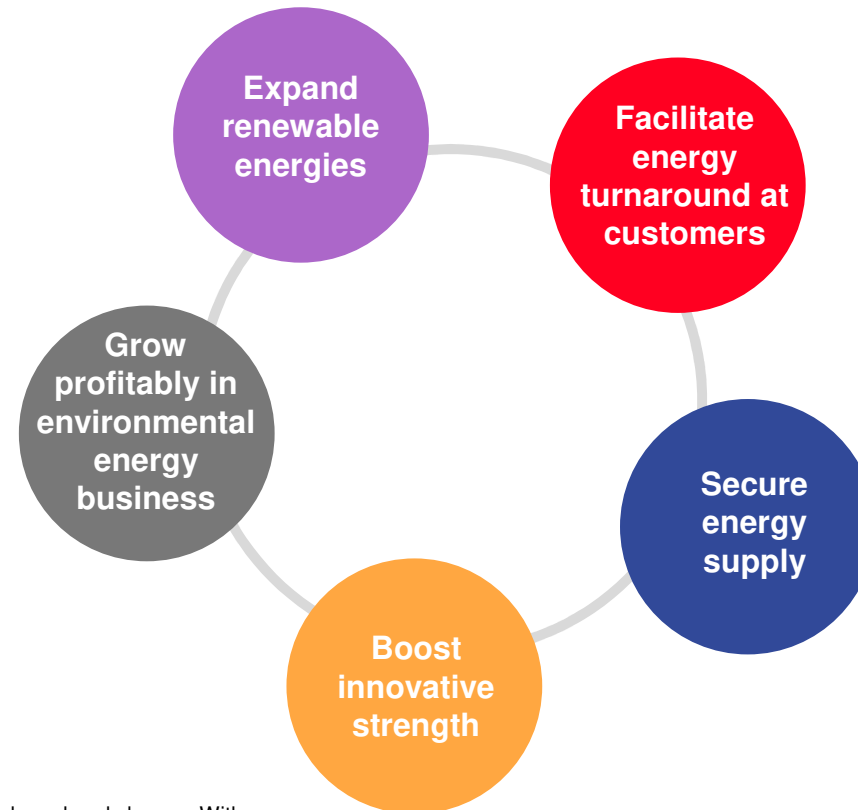 Expand
renewable
energies
Facilitate
energy
turnaround at
customers
Grow
profitably in
environmental
energy
business
Secure
energy
supply
Boost
innovative
strength
With